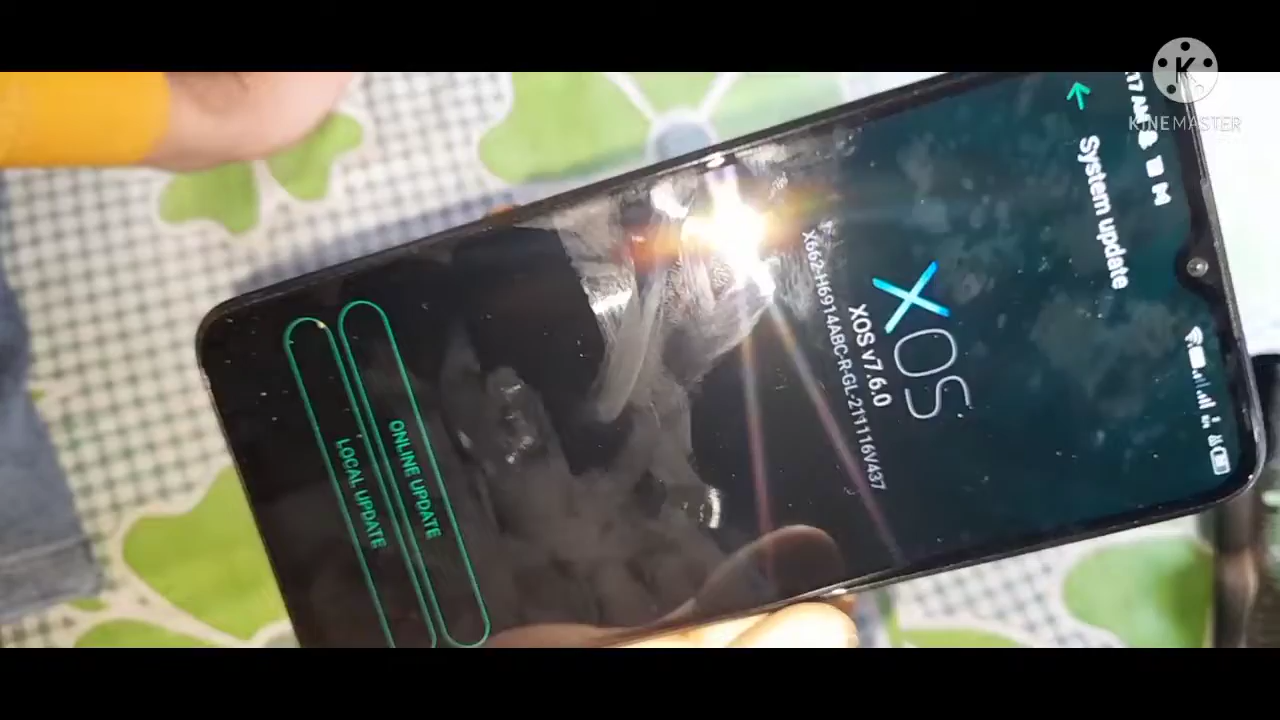 KINEMASTER
System update
XOS
XOS v7.6.0
X662-H6914ABC-R-GL-211116V437
ONLINE UPDATE
LOCAL UPDATE